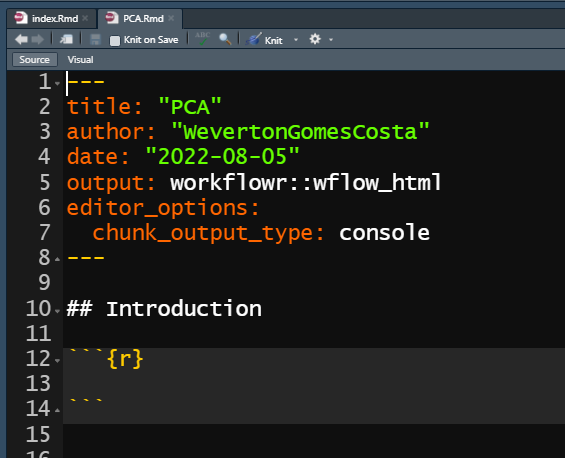 index.Rmd PCA.Rmd
Knit on Save ABC Knit
Source Visual
1 ---
2 title: "PCA"
3 author: "WevertonGomesCosta"
4 date: "2022-08-05"
5 output: workflowr::wflow_html
6 editor_options:
7   chunk_output_type: console
8 ---
9
10 ## Introduction
11
12 ```{r}
13
14 ```
15
16